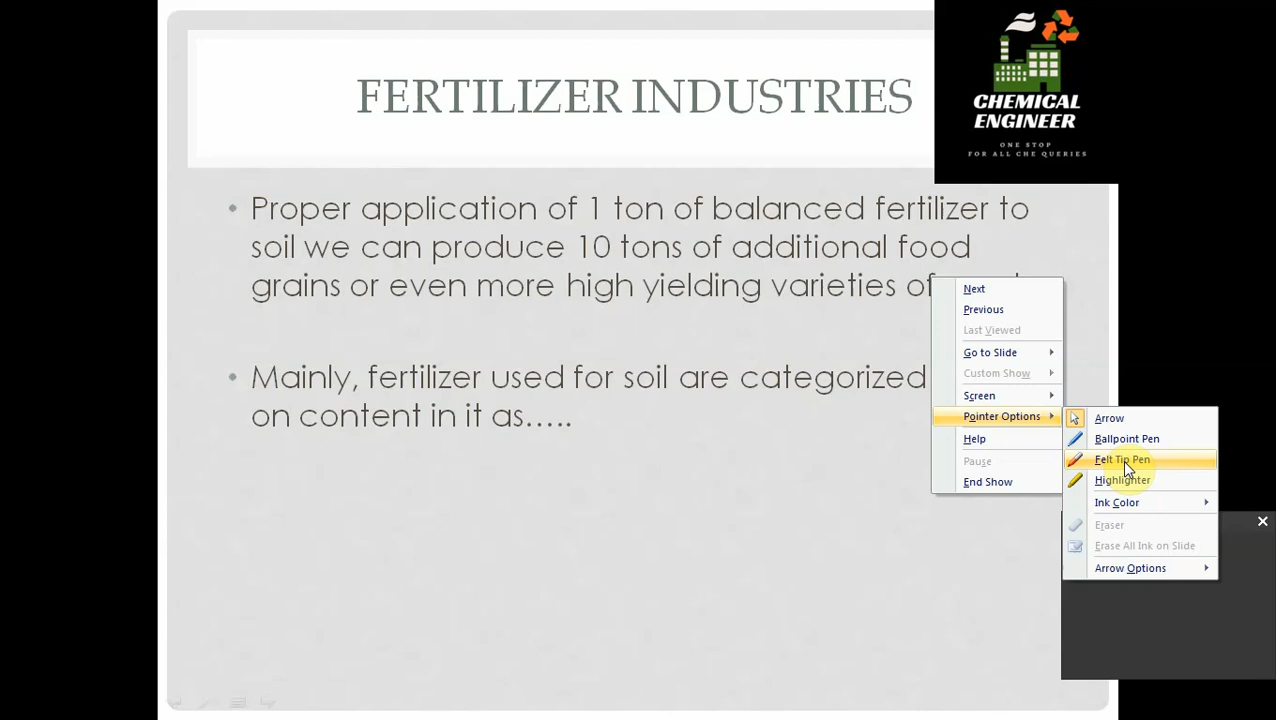 FERTILIZER INDUSTRIES
CHEMICAL
ENGINEER
ONE STOP
FOR ALL CHE QUERIES
Proper application of 1 ton of balanced fertilizer to
soil we can produce 10 tons of additional food
grains or even more high yielding varieties of
Mainly, fertilizer used for soil are categorized
on content in it as…..
Next
Previous
Last Viewed
Go to Slide
Custom Show
Screen
Pointer Options
Help
Pause
End Show
Arrow
Ballpoint Pen
Felt Tip Pen
Highlighter
Ink Color
Eraser
Erase All Ink on Slide
Arrow Options